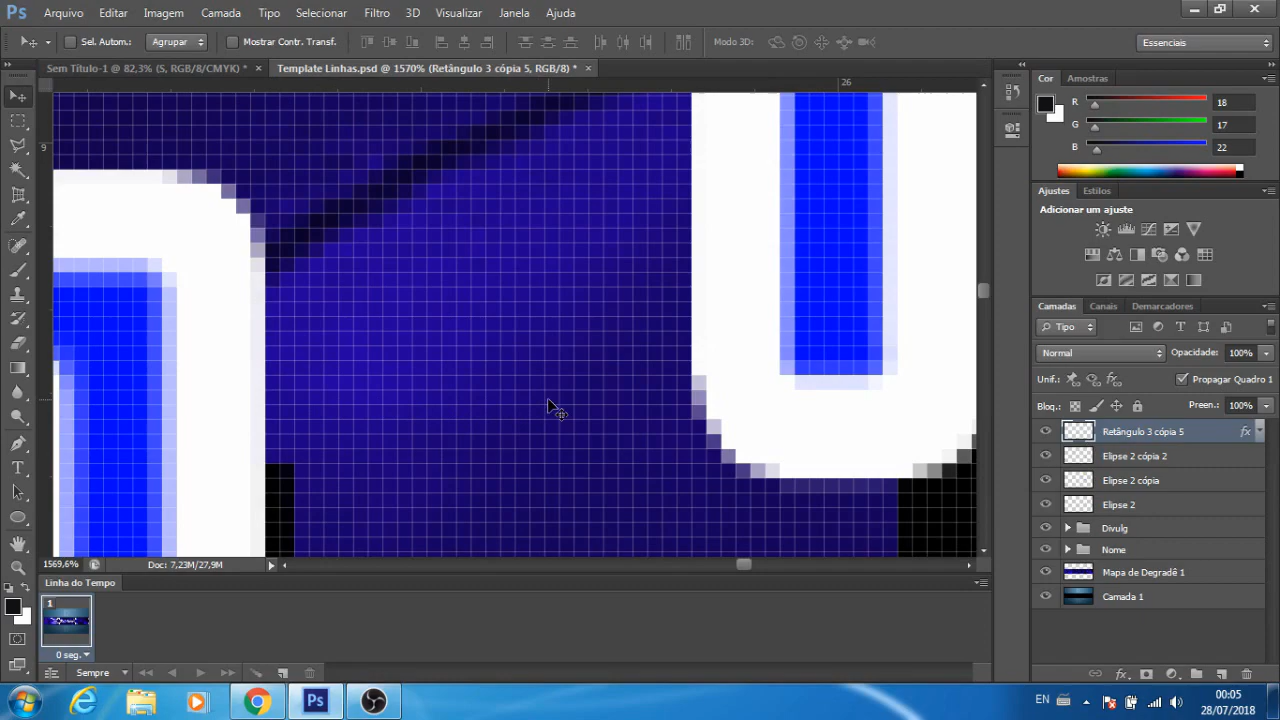 Ps Arquivo Editar Imagem Camada Tipo Selecionar Filtro 3D Visualizar Janela Ajuda
Sel. Autom.: Agrupar Mostrar Contr. Transf. Modo 3D: Essenciais
Sem Título-1 @ 82,3% (S, RGB/8/CMYK) * × Template Linhas.psd @ 1570% (Retângulo 3 cópia 5, RGB/8) * ×
26
9
Cor Amostras
R 18
G 17
B 22
Ajustes Estilos
Adicionar um ajuste
Camadas Canais Demarcadores
Tipo
Normal Opacidade: 100%
Unif.: Propagar Quadro 1
Bloq.: Preen.: 100%
Retângulo 3 cópia 5 fx
Elipse 2 cópia 2
Elipse 2 cópia
Elipse 2
Divulg
Nome
Mapa de Degradê 1
Camada 1
1569,6% Doc: 7,23M/27,9M
Linha do Tempo
1
0 seg.
Sempre
Ps
EN
00:05
28/07/2018